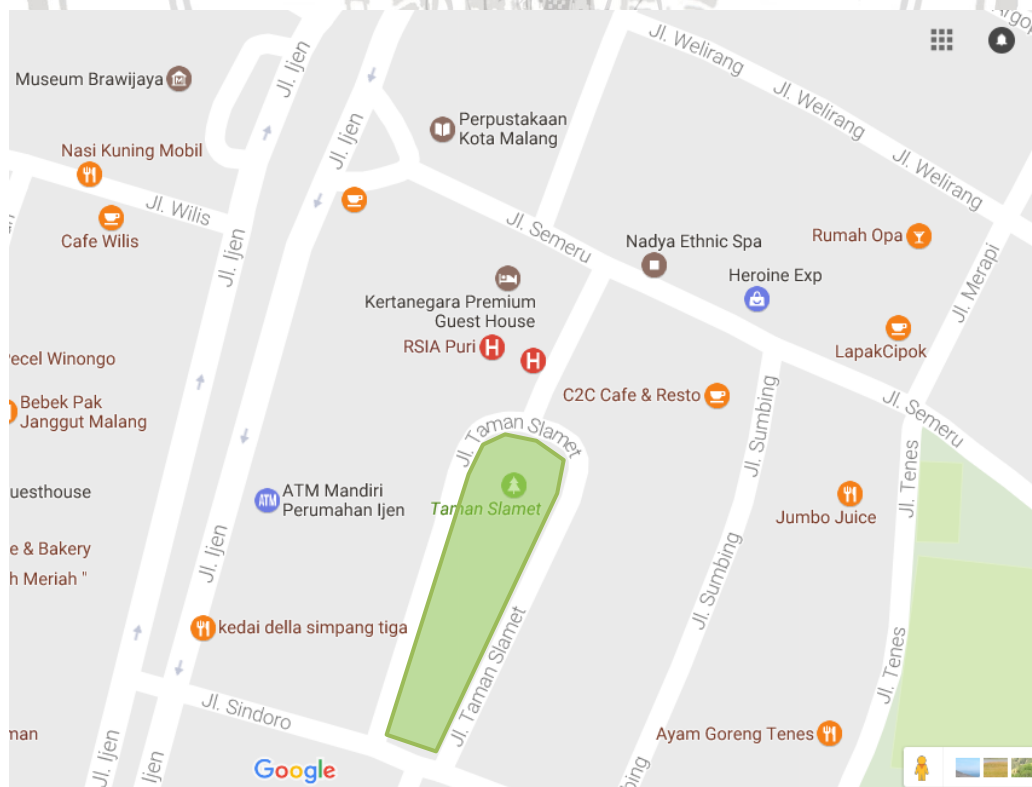 Jl. Welirang
Jl. Ijen
Museum Brawijaya
Jl. Ijen
Perpustakaan
Kota Malang
Jl. Welirang
Nasi Kuning Mobil
Jl. Welirang
Jl. Wilis
Cafe Wilis
Jl. Semeru
Nadya Ethnic Spa
Rumah Opa
Jl. Ijen
Heroine Exp
Jl. Merapi
Kertanegara Premium
Guest House
RSIA Puri
LapakCipok
Winongo
C2C Cafe & Resto
Bebek Pak
Janggut Malang
Jl. Semeru
Jl. Sumbing
Jl. Taman Slamet
Jl. Tenes
ATM
ATM Mandiri
Perumahan Ijen
Taman Slamet
Jumbo Juice
& Bakery
Jl. Ijen
Meriah "
Jl. Sumbing
kedai della simpang tiga
Jl. Taman Slamet
Jl. Tenes
Jl. Sindoro
Ayam Goreng Tenes
Jl. Ijen
Ijen
Google